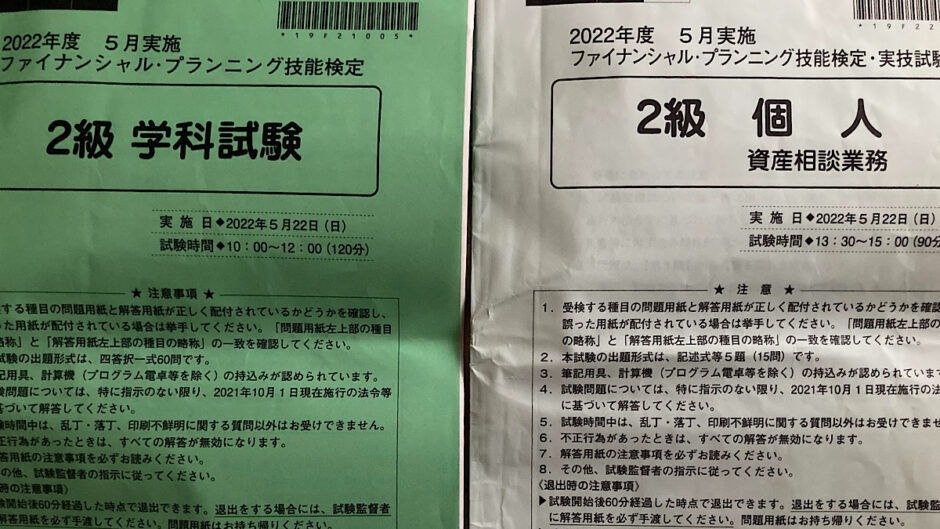 *19F21005*
2022年度 5月実施
ファイナンシャル・プランニング技能検定
2級 学科試験
実 施 日◆2022年5月22日(日)
試験時間◆10：00〜12：00(120分)
★ 注意事項 ★
する種目の問題用紙と解答用紙が正しく配付されているかどうかを確認し、
った用紙が配付されている場合は挙手してください。「問題用紙左上部の種目
略称」と「解答用紙左上部の種目の略称」の一致を確認してください。
試験の出題形式は、四答択一式60問です。
記用具、計算機（プログラム電卓等を除く）の持込みが認められています。
験問題については、特に指示のない限り、2021年10月1日現在施行の法令等
基づいて解答してください。
験時間中は、乱丁・落丁、印刷不鮮明に関する質問以外はお受けできません。
正行為があったときは、すべての解答が無効になります。
答用紙の注意事項を必ずお読みください。
の他、試験監督者の指示に従ってください。
時の注意事項〉
験開始後60分経過した時点で退出できます。退出をする場合には、試験監督者
解答用紙を必ず手渡してください。問題用紙はお持ち帰りください。
*19F22
2022年度 5月実施
ファイナンシャル・プランニング技能検定・実技試験
2級 個 人
資産相談業務
実 施 日◆2022年5月22日(日)
試験時間◆13：30〜15：00(90分
★ 注 意
1．受検する種目の問題用紙と解答用紙が正しく配付されているかどうかを確認
誤った用紙が配付されている場合は挙手してください。「問題用紙左上部の
の略称」と「解答用紙左上部の種目の略称」の一致を確認してください。
2．本試験の出題形式は、記述式等5題（15問）です。
3．筆記用具、計算機（プログラム電卓等を除く）の持込みが認められています
4．試験問題については、特に指示のない限り、2021年10月1日現在施行の法令
に基づいて解答してください。
5．試験時間中は、乱丁・落丁、印刷不鮮明に関する質問以外はお受けできませ
6．不正行為があったときは、すべての解答が無効になります。
7．解答用紙の注意事項を必ずお読みください。
8．その他、試験監督者の指示に従ってください。
〈退出時の注意事項〉
▶試験開始後60分経過した時点で退出できます。退出をする場合には、試験監
に解答用紙を必ず手渡してください。問題用紙はお持ち帰りください。